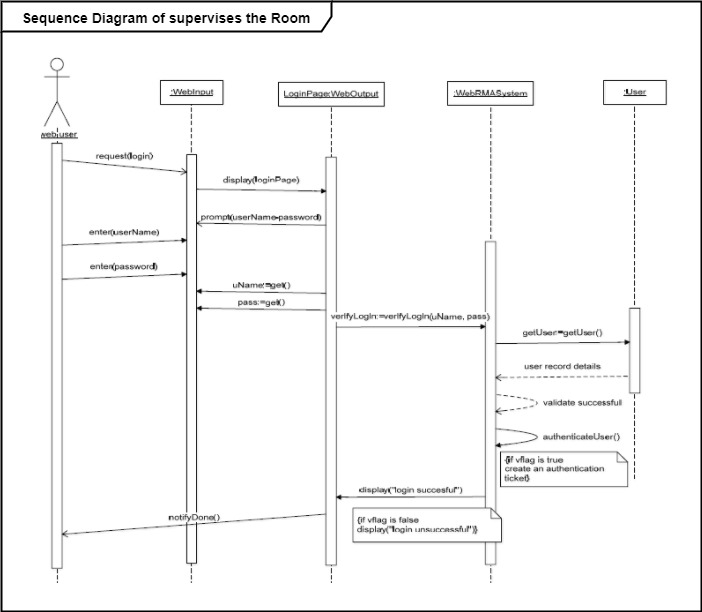 Sequence Diagram of supervises the Room
:WebInput
LoginPage:WebOutput
:WebRMASystem
:User
web user
request(login)
display(loginPage)
prompt(userName+password)
enter(userName)
enter(password)
uName:=get()
pass:=get()
verifyLogin:=verifyLogin(uName, pass)
getUser:=getUser()
user record details
validate successfull
authenticateUser()
{if vflag is true
create an authentication
ticket}
display("login succesful")
notifyDone()
{if vflag is false
display("login unsuccessful")}